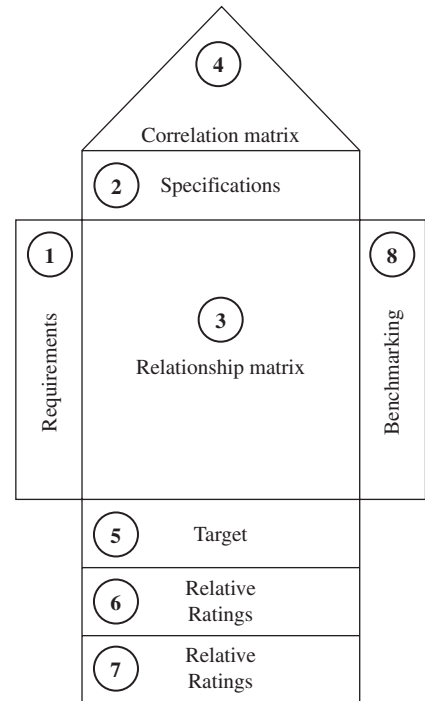 4
Correlation matrix
2 Specifications
1
8
3
Relationship matrix
Requirements
Benchmarking
5 Target
6 Relative
Ratings
7 Relative
Ratings